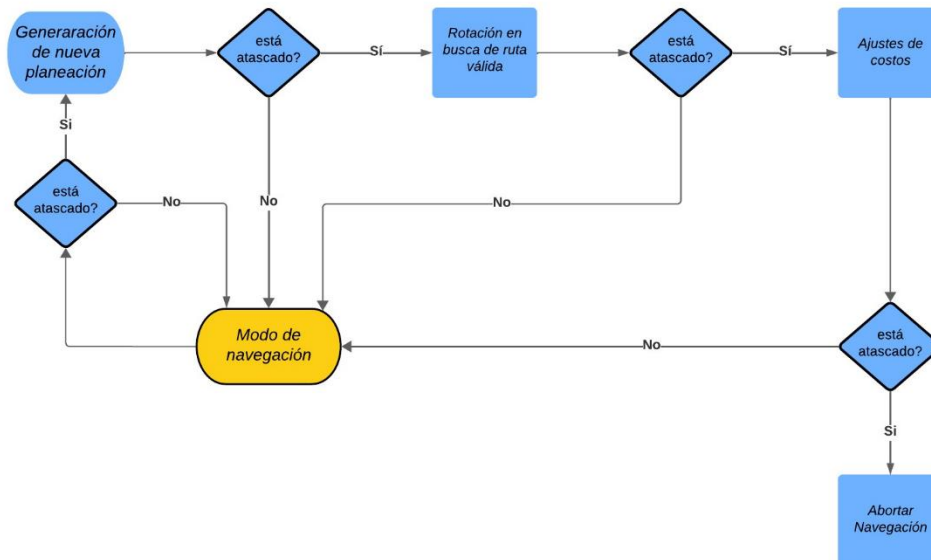 Generaración
de nueva
planeación
está
atascado?
Sí
Rotación en
busca de ruta
válida
está
atascado?
Sí
Ajustes de
costos
Si
está
atascado?
No
No
No
Modo de
navegación
No
está
atascado?
Si
Abortar
Navegación